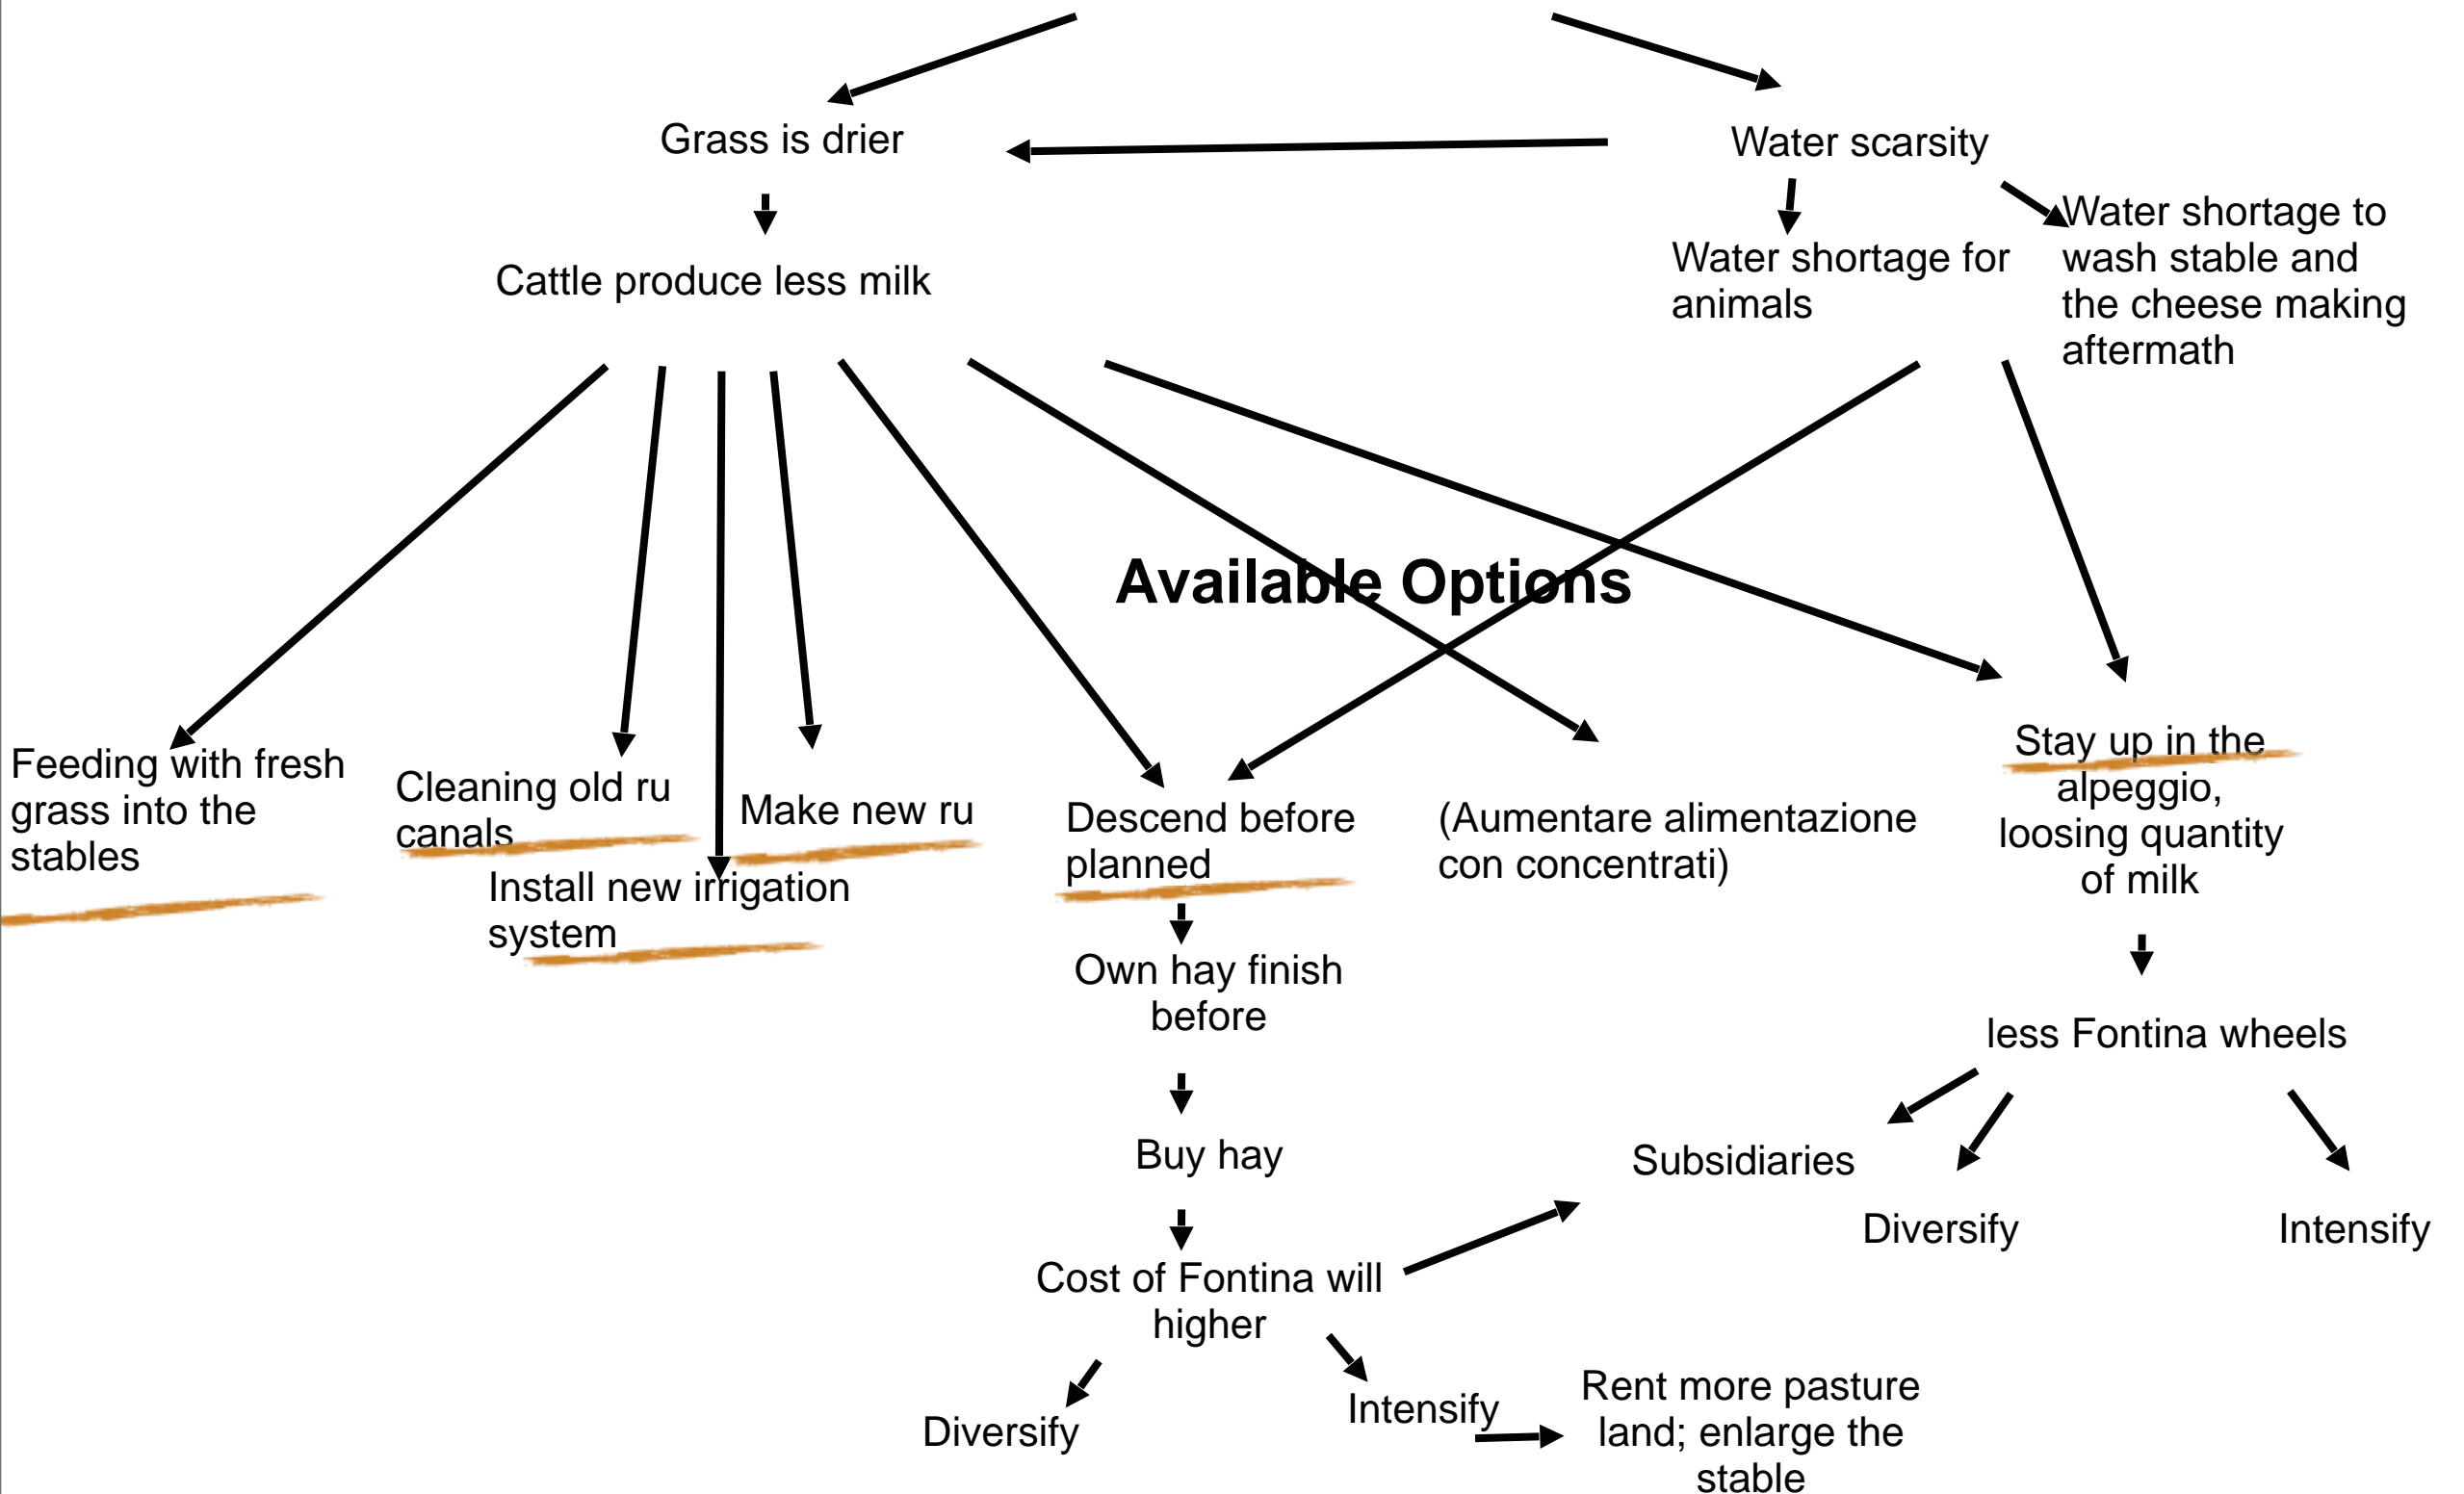 Grass is drier
Water scarsity
Cattle produce less milk
Water shortage for
animals
Water shortage to
wash stable and
the cheese making
aftermath
Available Options
Feeding with fresh
grass into the
stables
Cleaning old ru
canals
Install new irrigation
system
Make new ru
Descend before
planned
(Aumentare alimentazione
con concentrati)
Stay up in the
alpeggio,
loosing quantity
of milk
Own hay finish
before
less Fontina wheels
Buy hay
Subsidiaries
Diversify
Intensify
Cost of Fontina will
higher
Diversify
Intensify
Rent more pasture
land; enlarge the
stable